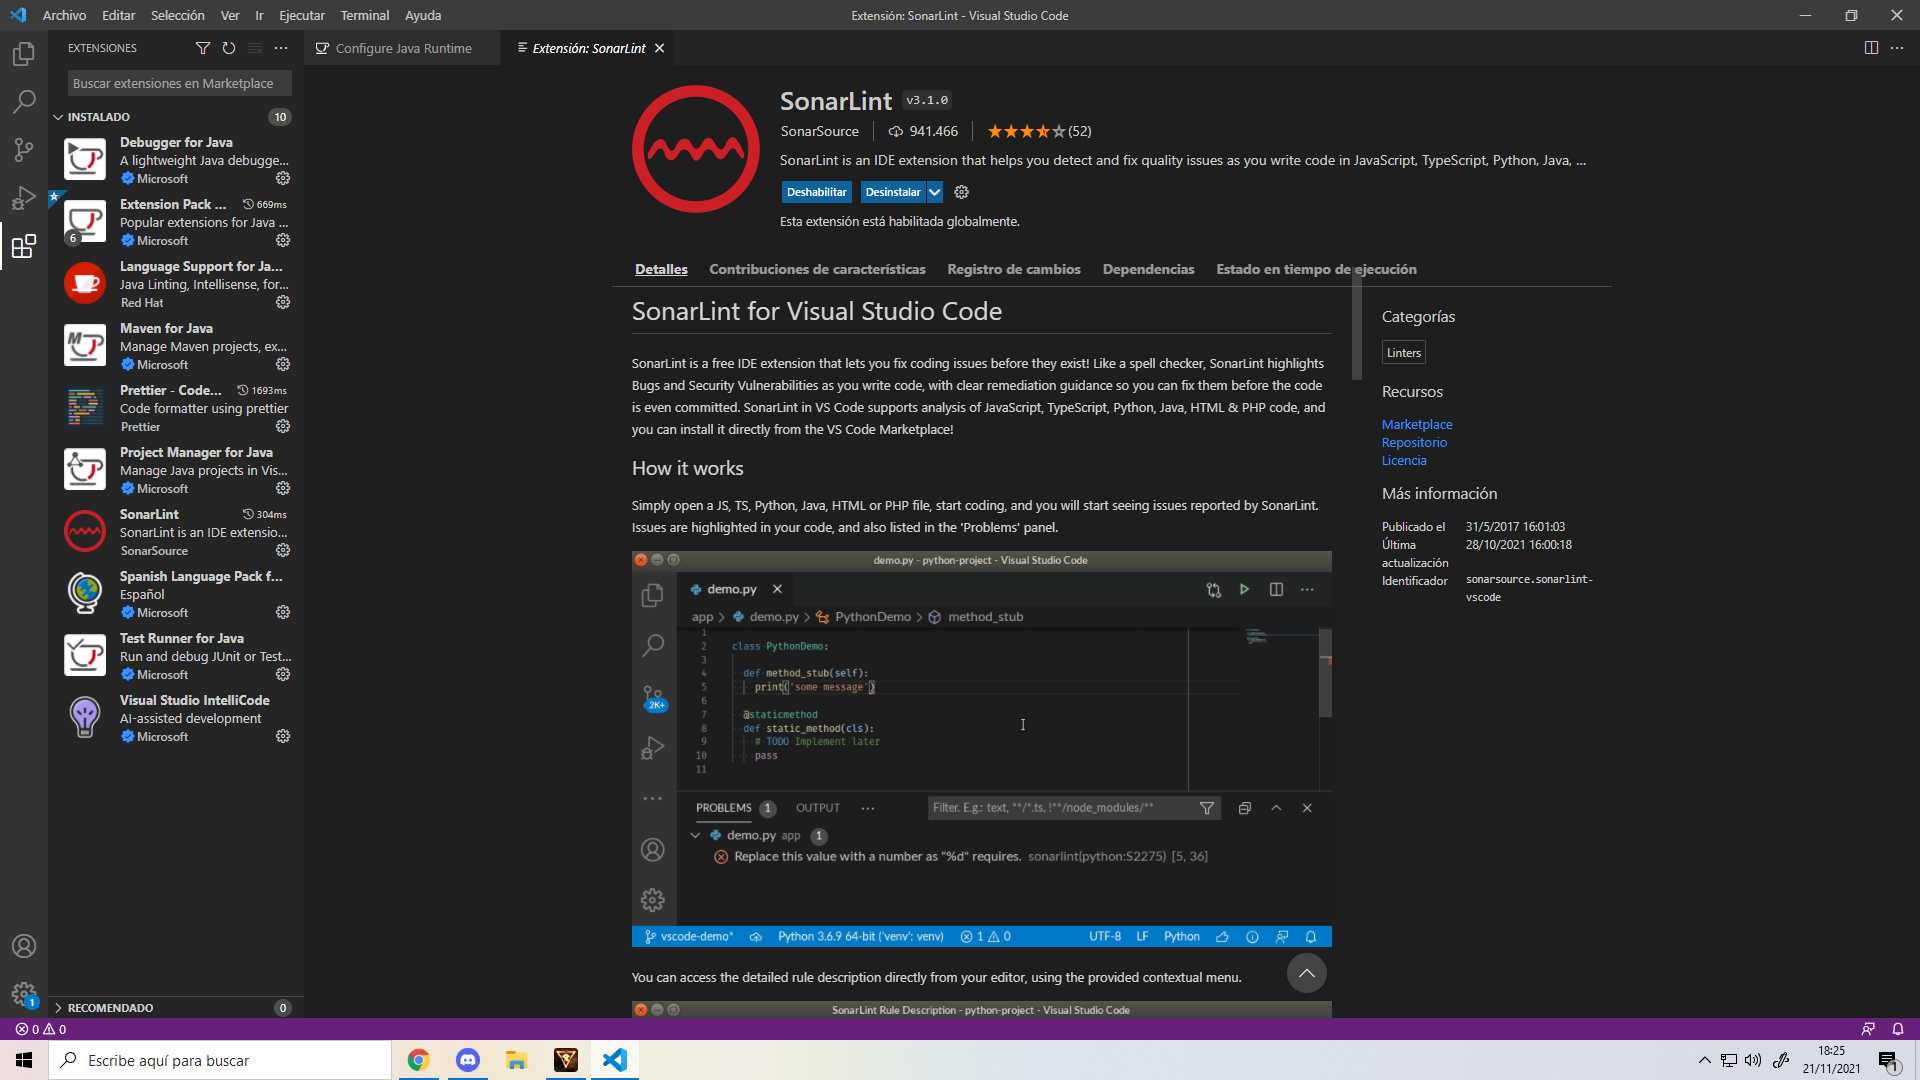 Archivo Editar Selección Ver Ir Ejecutar Terminal Ayuda
Extensión: SonarLint - Visual Studio Code
EXTENSIONES
Configure Java Runtime
Extensión: SonarLint
Buscar extensiones en Marketplace
INSTALADO
10
Debugger for Java
A lightweight Java debugge...
Microsoft
Extension Pack ...
669ms
Popular extensions for Java ...
6
Microsoft
Language Support for Ja...
Java Linting, Intellisense, for...
Red Hat
Maven for Java
Manage Maven projects, ex...
Microsoft
Prettier - Code...
1693ms
Code formatter using prettier
Prettier
Project Manager for Java
Manage Java projects in Vis...
Microsoft
SonarLint
304ms
SonarLint is an IDE extensio...
SonarSource
Spanish Language Pack f...
Español
Microsoft
Test Runner for Java
Run and debug JUnit or Test...
Microsoft
Visual Studio IntelliCode
AI-assisted development
Microsoft
RECOMENDADO
0
SonarLint
v3.1.0
SonarSource
941.466
(52)
SonarLint is an IDE extension that helps you detect and fix quality issues as you write code in JavaScript, TypeScript, Python, Java, ...
Deshabilitar
Desinstalar
Esta extensión está habilitada globalmente.
Detalles Contribuciones de características Registro de cambios Dependencias Estado en tiempo de ejecución
SonarLint for Visual Studio Code
SonarLint is a free IDE extension that lets you fix coding issues before they exist! Like a spell checker, SonarLint highlights
Bugs and Security Vulnerabilities as you write code, with clear remediation guidance so you can fix them before the code
is even committed. SonarLint in VS Code supports analysis of JavaScript, TypeScript, Python, Java, HTML & PHP code, and
you can install it directly from the VS Code Marketplace!
How it works
Simply open a JS, TS, Python, Java, HTML or PHP file, start coding, and you will start seeing issues reported by SonarLint.
Issues are highlighted in your code, and also listed in the 'Problems' panel.
demo.py - python-project - Visual Studio Code
demo.py
app > demo.py > PythonDemo > method_stub
1
2 class PythonDemo:
3
4 def method_stub(self):
5 print('some message')
6
7 @staticmethod
8 def static_method(cls):
9 # TODO Implement later
10 pass
11
2K+
PROBLEMS 1 OUTPUT ...
Filter. E.g.: text, **/*.ts, !**/node_modules/**
demo.py app 1
Replace this value with a number as "%d" requires. sonarlint(python:S2275) [5, 36]
vscode-demo* Python 3.6.9 64-bit ('venv': venv) 1 0 UTF-8 LF Python
You can access the detailed rule description directly from your editor, using the provided contextual menu.
SonarLint Rule Description - python-project - Visual Studio Code
Categorías
Linters
Recursos
Marketplace
Repositorio
Licencia
Más información
Publicado el 31/5/2017 16:01:03
Última actualización 28/10/2021 16:00:18
Identificador sonarsource.sonarlint-
vscode
1
0 0
Escribe aquí para buscar
18:25
21/11/2021
1